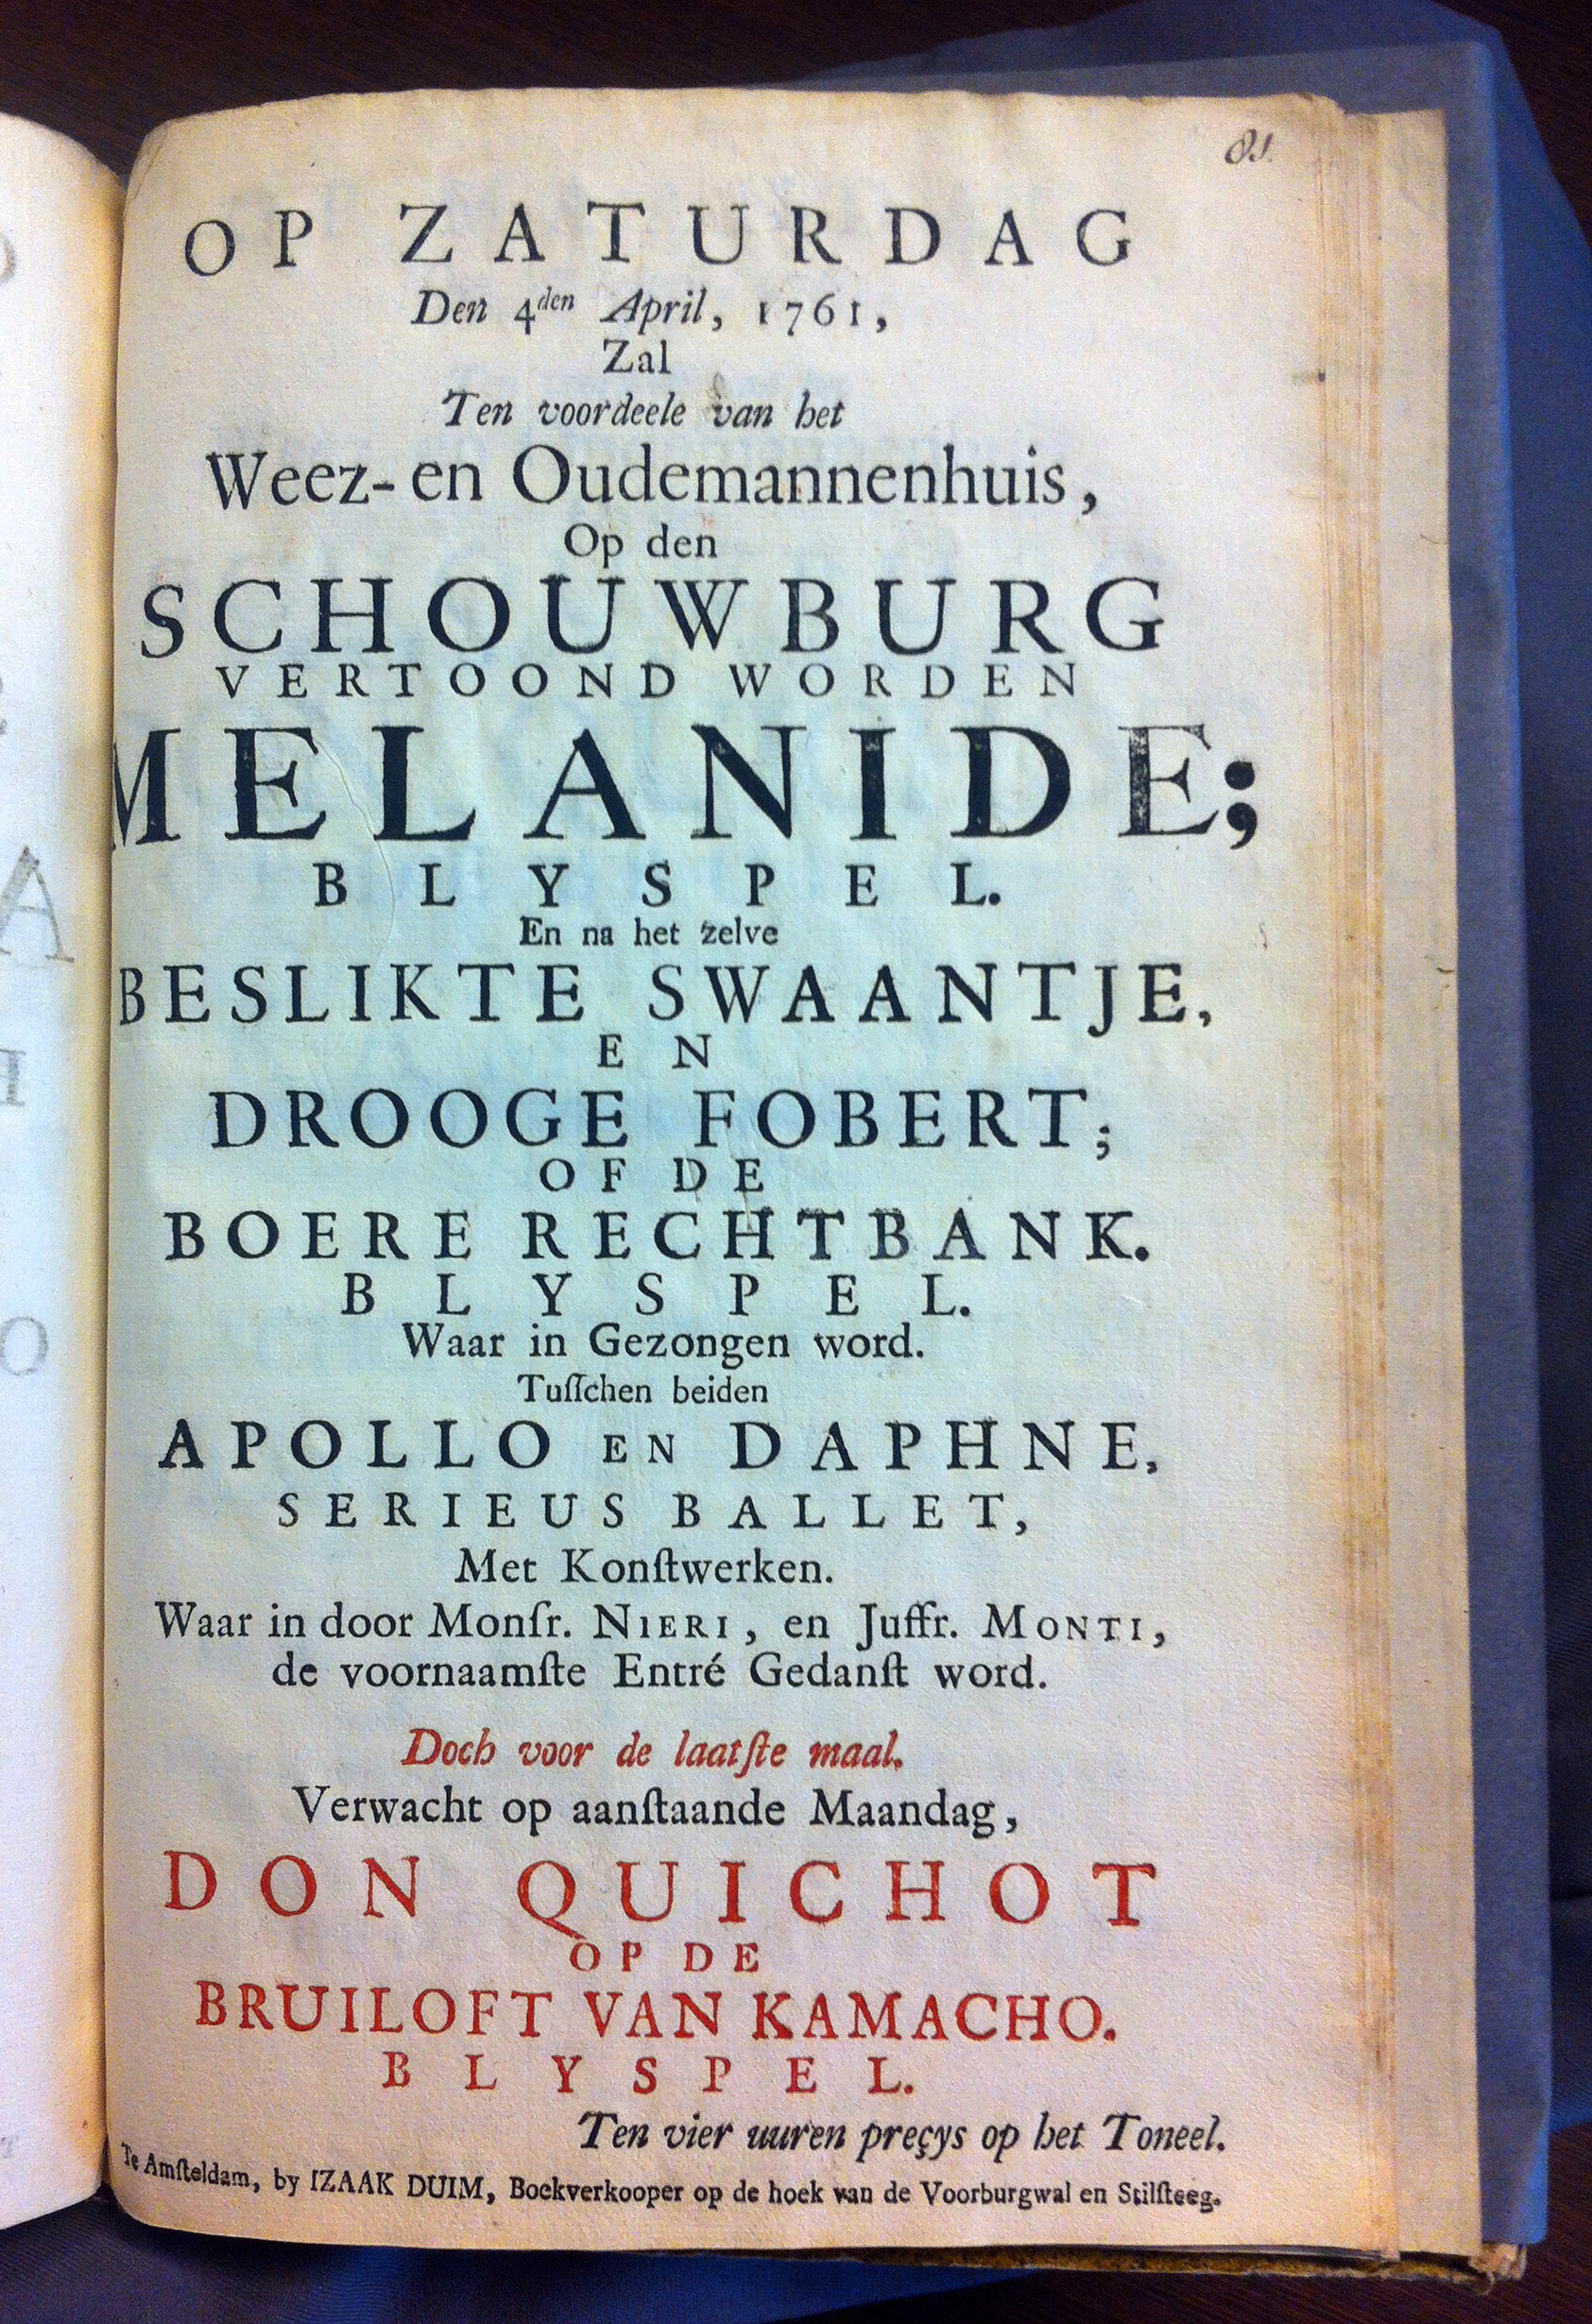 81.
OP ZATURDAG
Den 4den April, 1761,
Zal
Ten voordeele van het
Weez- en Oudemannenhuis,
Op den
SCHOUWBURG
VERTOOND WORDEN
MELANIDE;
BLYSPEL.
En na het zelve
BESLIKTE SWAANTJE,
EN
DROOGE FOBERT;
OF DE
BOERE RECHTBANK.
BLYSPEL.
Waar in Gezongen word.
Tuſſchen beiden
APOLLO EN DAPHNE,
SERIEUS BALLET,
Met Konſtwerken.
Waar in door Monſr. NIERI, en Juffr. MONTI,
de voornaamſte Entré Gedanſt word.
Doch voor de laatſte maal.
Verwacht op aanſtaande Maandag,
DON QUICHOT
OP DE
BRUILOFT VAN KAMACHO.
BLYSPEL.
Ten vier uuren preçys op het Toneel.
Te Amſteldam, by IZAAK DUIM, Boekverkooper op de hoek van de Voorburgwal en Stilſteeg.